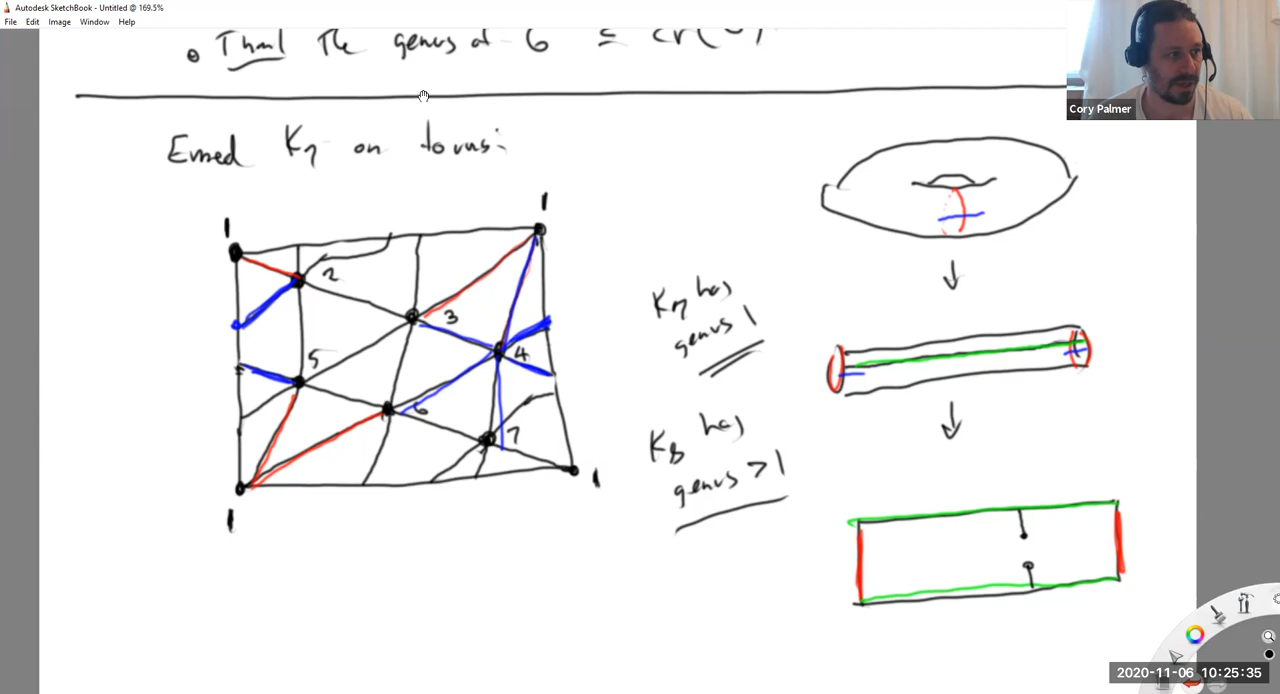 Autodesk SketchBook - Untitled @ 169.5%
File Edit Image Window Help
Thm The genus of G ≤ cr(
Cory Palmer
Emed K7 on torus:
1
1
2
3
4
5
6
7
1
1
K7 has
genus 1
K8 has
genus > 1
2020-11-06 10:25:35